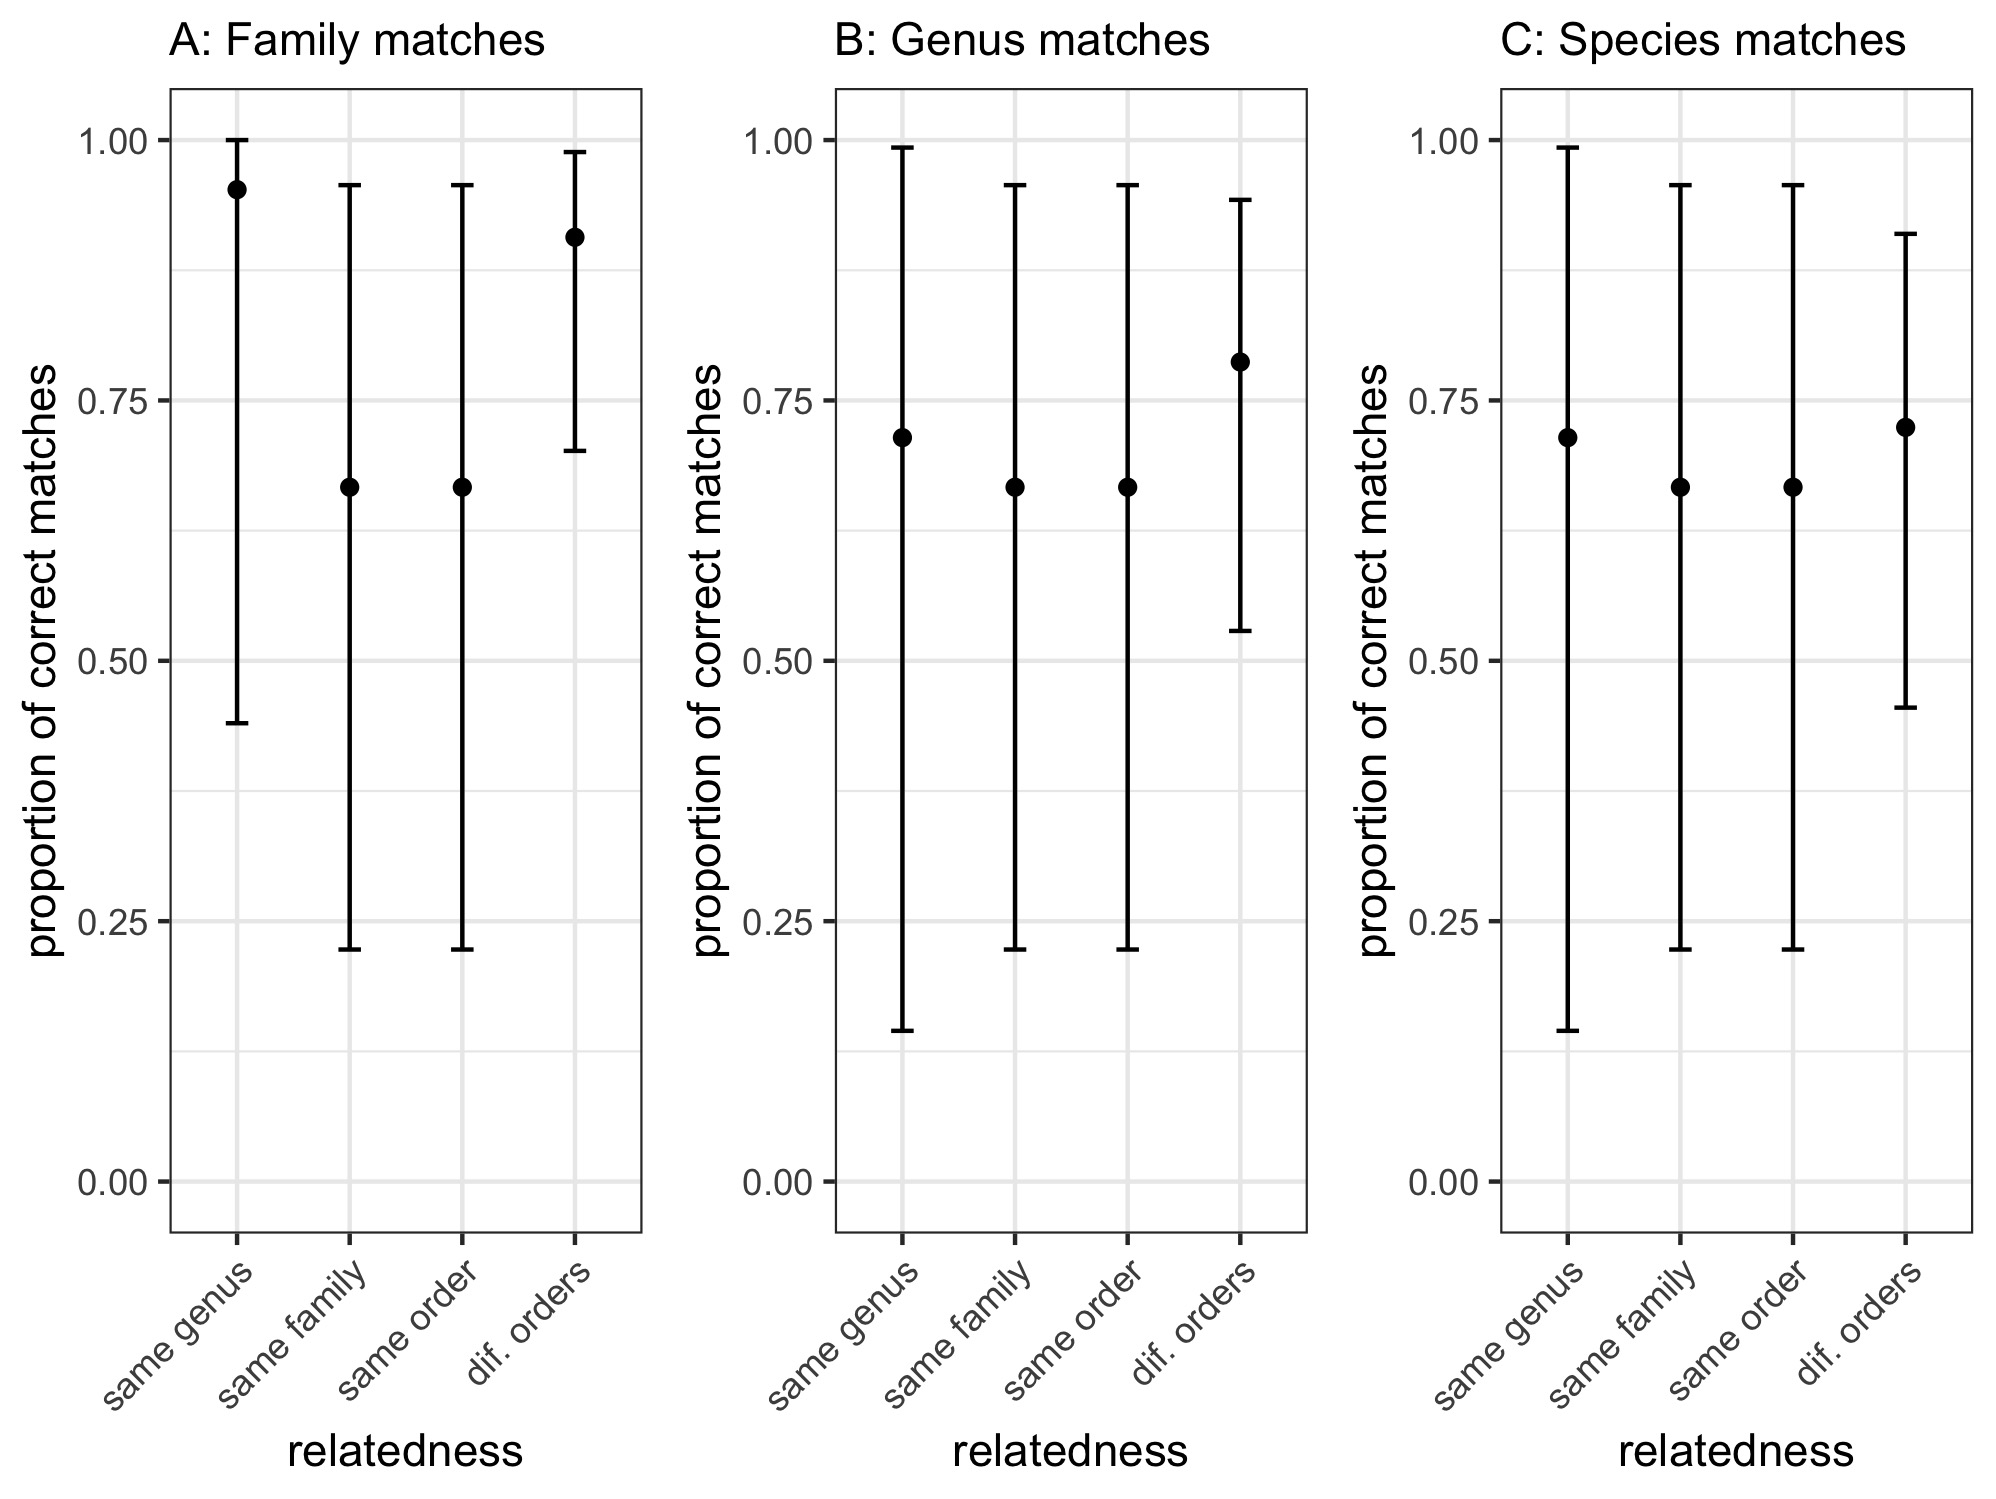 A: Family matches
proportion of correct matches
1.00
0.75
0.50
0.25
0.00
same genus
same family
same order
dif. orders
relatedness
B: Genus matches
proportion of correct matches
1.00
0.75
0.50
0.25
0.00
same genus
same family
same order
dif. orders
relatedness
C: Species matches
proportion of correct matches
1.00
0.75
0.50
0.25
0.00
same genus
same family
same order
dif. orders
relatedness